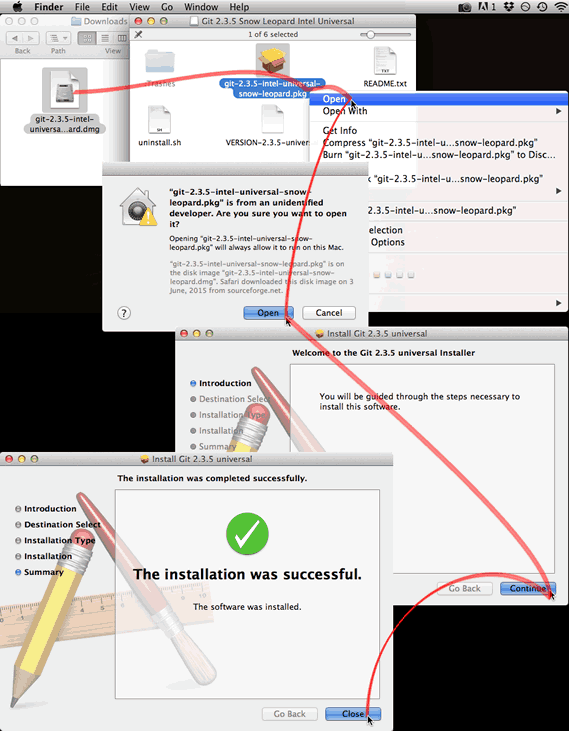 Finder File Edit View Go Window Help
1
Downloads
Git 2.3.5 Snow Leopard Intel Universal
1 of 6 selected
Back Path
git-2.3.5-intel-
universa...ard.dmg
.Trashes
git-2.3.5-intel-universal-
snow-leopard.pkg
README.txt
uninstall.sh
VERSION-2.3.5-
Open
Open With
Get Info
Compress "git-2.3.5-intel-u...snow-leopard.pkg"
Burn "git-2.3.5-intel-u...snow-leopard.pkg" to Disc...
"git-2.3.5-intel-u...snow-leopard.pkg"
2.3.5-intel-u...snow-leopard.pkg"
election
Options
"git-2.3.5-intel-universal-snow-
leopard.pkg" is from an unidentified
developer. Are you sure you want to open
it?
Opening "git-2.3.5-intel-universal-snow-
leopard.pkg" will always allow it to run on this Mac.
"git-2.3.5-intel-universal-snow-leopard.pkg" is on
the disk image "git-2.3.5-intel-universal-snow-
leopard.dmg". Safari downloaded this disk image on 3
June, 2015 from sourceforge.net.
?
Open
Cancel
Install Git 2.3.5 universal
Welcome to the Git 2.3.5 universal Installer
Introduction
Destination Select
Installation Type
Installation
Summary
You will be guided through the steps necessary to
install this software.
Go Back
Continue
Install Git 2.3.5 universal
The installation was completed successfully.
Introduction
Destination Select
Installation Type
Installation
Summary
The installation was successful.
The software was installed.
Go Back
Close